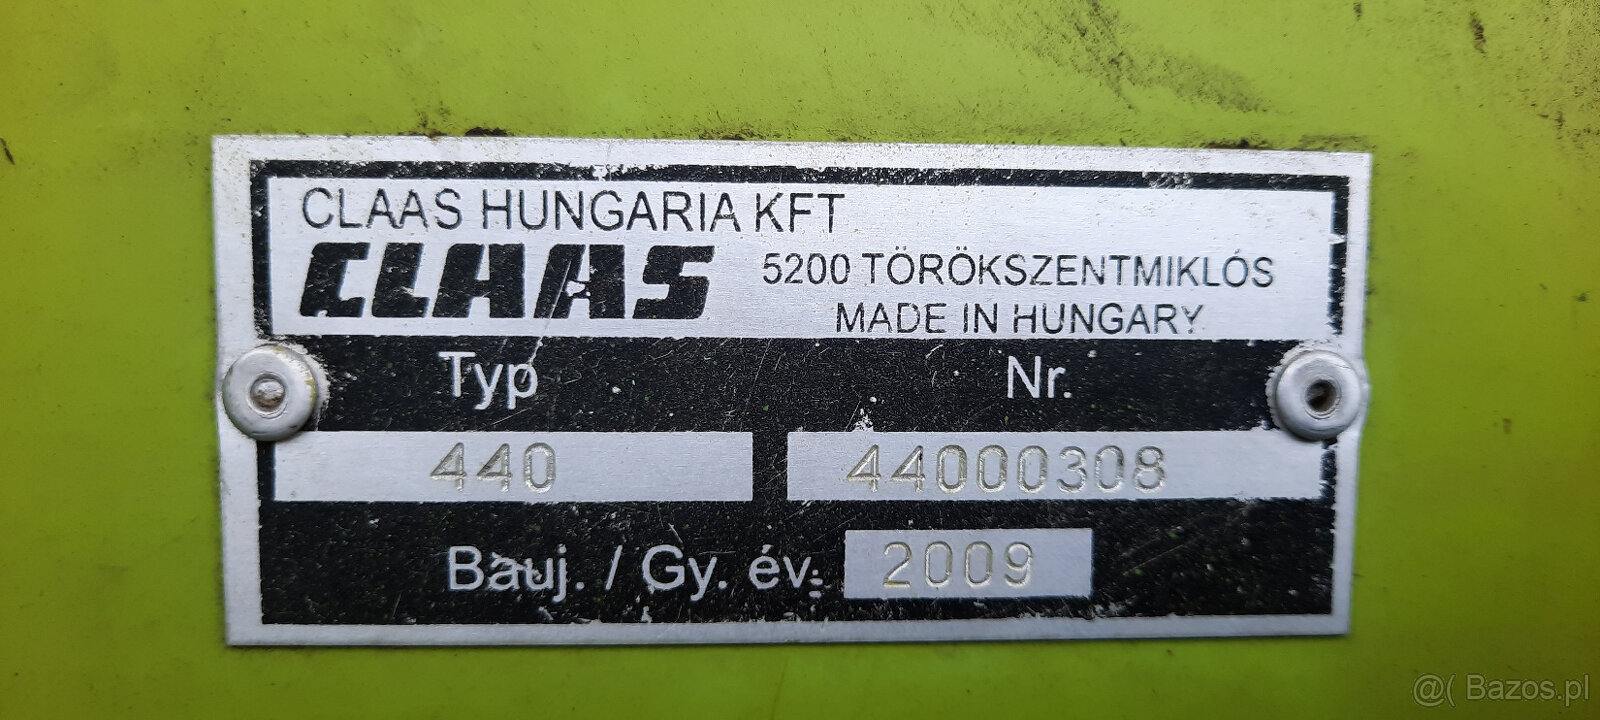 CLAAS HUNGARIA KFT
CLAAS
5200 TÖRÖKSZENTMIKLÓS
MADE IN HUNGARY
Typ Nr.
440 44000308
Bauj. / Gy. év: 2009
@( Bazos.pl